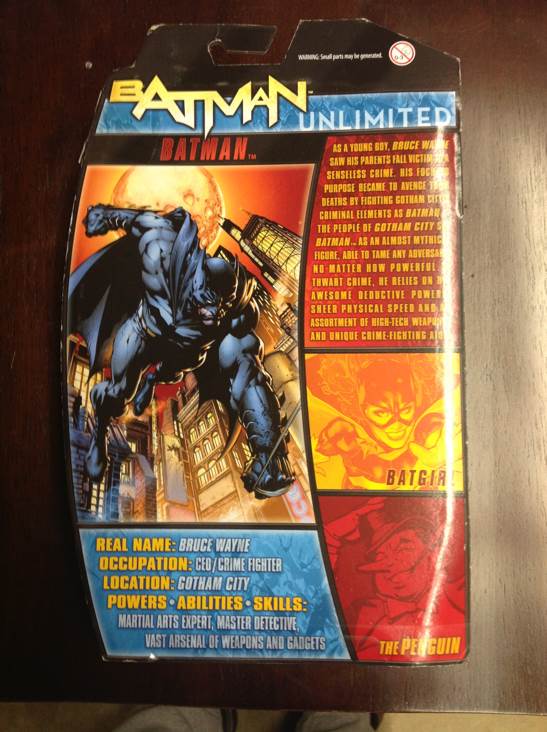 WARNING: Small parts may be generated.
0-3
BATMAN™
UNLIMITED
BATMAN™
AS A YOUNG BOY, BRUCE WAYNE
SAW HIS PARENTS FALL VICTIM
SENSELESS CRIME. HIS
PURPOSE BECAME TO AVENGE
DEATHS BY FIGHTING GOTHAM
CRIMINAL ELEMENTS AS BATMAN.
THE PEOPLE OF GOTHAM CITY
BATMAN™ AS AN ALMOST MYTHIC
FIGURE, ABLE TO TAME ANY
NO MATTER HOW POWERFUL.
THWART CRIME, HE RELIES ON
AWESOME DEDUCTIVE
SHEER PHYSICAL SPEED AND
ASSORTMENT OF HIGH-TECH
AND UNIQUE CRIME-FIGHTING
BATGIRL
THE PENGUIN
REAL NAME: BRUCE WAYNE
OCCUPATION: CEO/CRIME FIGHTER
LOCATION: GOTHAM CITY
POWERS • ABILITIES • SKILLS:
MARTIAL ARTS EXPERT, MASTER DETECTIVE,
VAST ARSENAL OF WEAPONS AND GADGETS